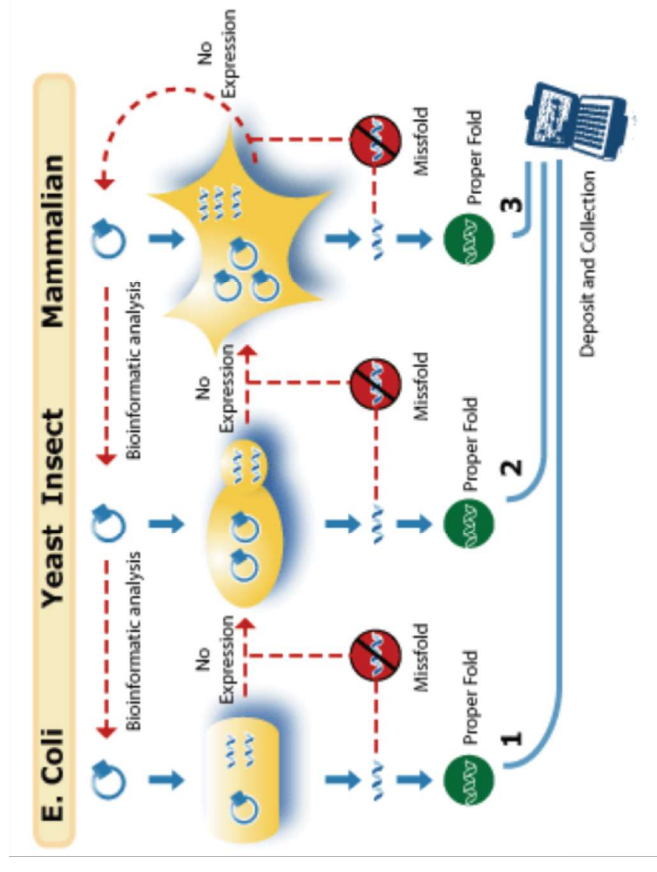 E. Coli Yeast Insect Mammalian
Bioinformatic analysis
Bioinformatic analysis
No
Expression
No
Expression
No
Expression
Missfold
Missfold
Missfold
Proper Fold
Proper Fold
Proper Fold
1
2
3
Deposit and Collection